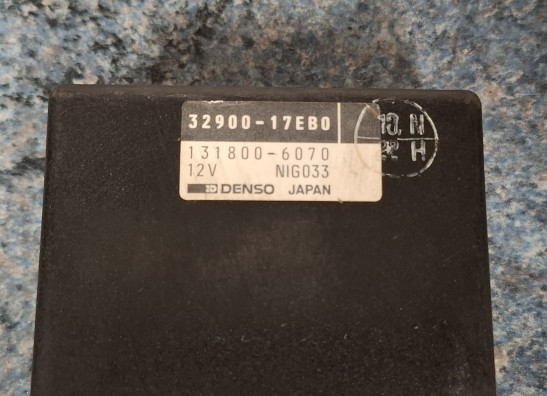 32900-17EB0
131800-6070
12V NIG033
DENSO JAPAN